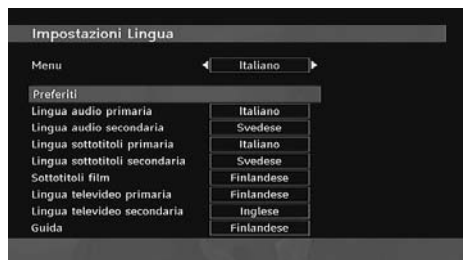 Impostazioni Lingua
Menu Italiano
Preferiti
Lingua audio primaria Italiano
Lingua audio secondaria Svedese
Lingua sottotitoli primaria Italiano
Lingua sottotitoli secondaria Svedese
Sottotitoli film Finlandese
Lingua televideo primaria Finlandese
Lingua televideo secondaria Inglese
Guida Finlandese